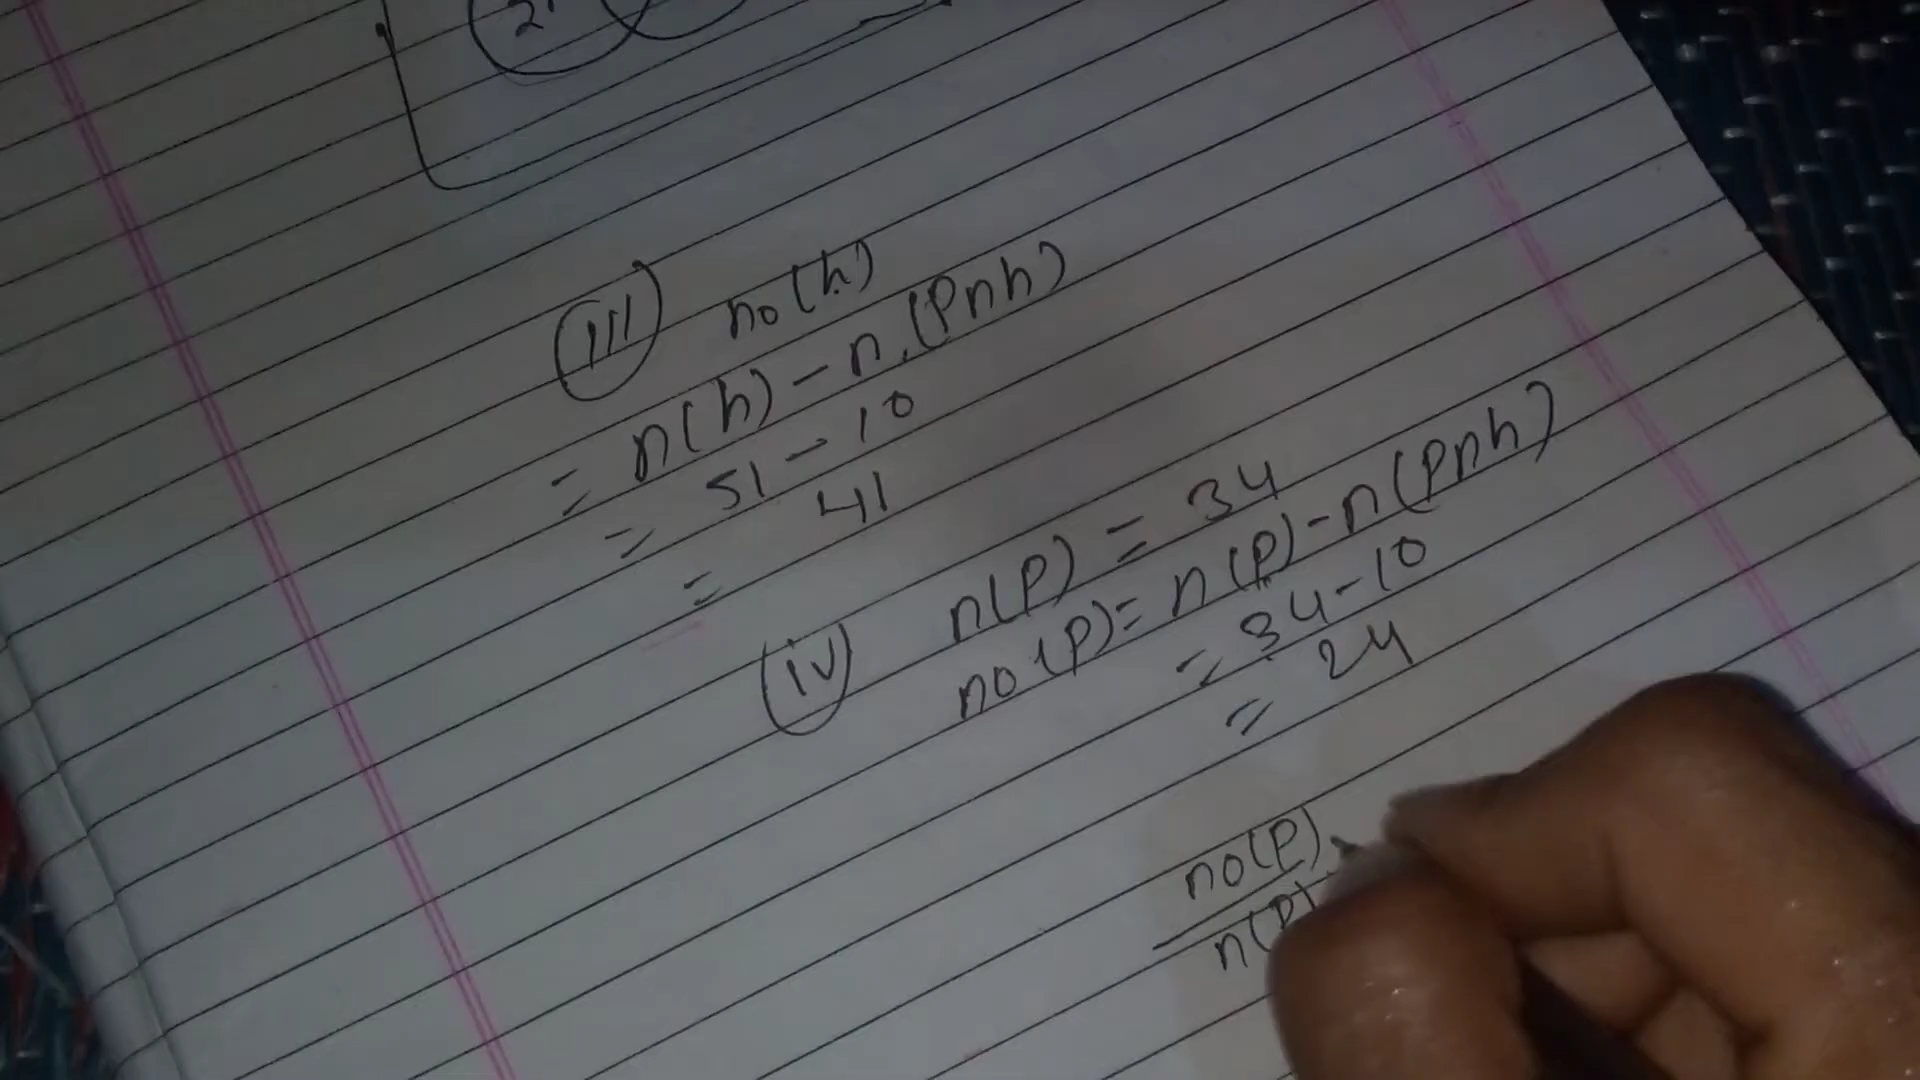 (iii) no(h)
= n(h) - n.(Pnh)
= 51 - 10
= 41
(iv) n(P) = 34
no(P) = n(P) - n(Pnh)
= 34 - 10
= 24
no(P)
n(P)